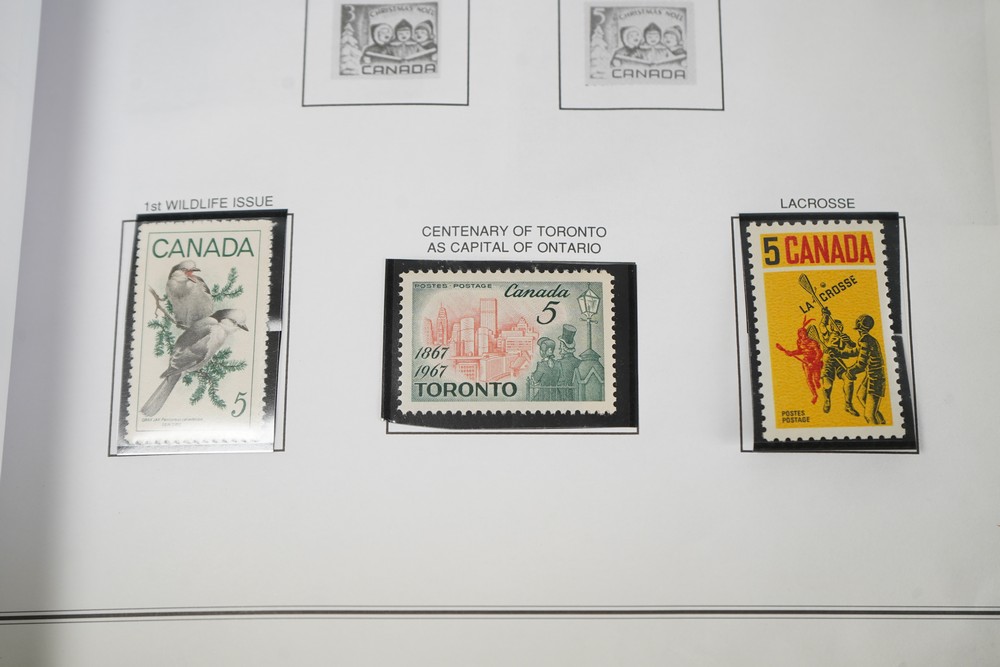 3 CHRISTMAS NOËL
CANADA
5 CHRISTMAS NOËL
CANADA
1st WILDLIFE ISSUE
CANADA
5
CENTENARY OF TORONTO
AS CAPITAL OF ONTARIO
POSTES - POSTAGE
Canada
5
1867
1967
TORONTO
LACROSSE
5 CANADA
LA CROSSE
POSTES
POSTAGE